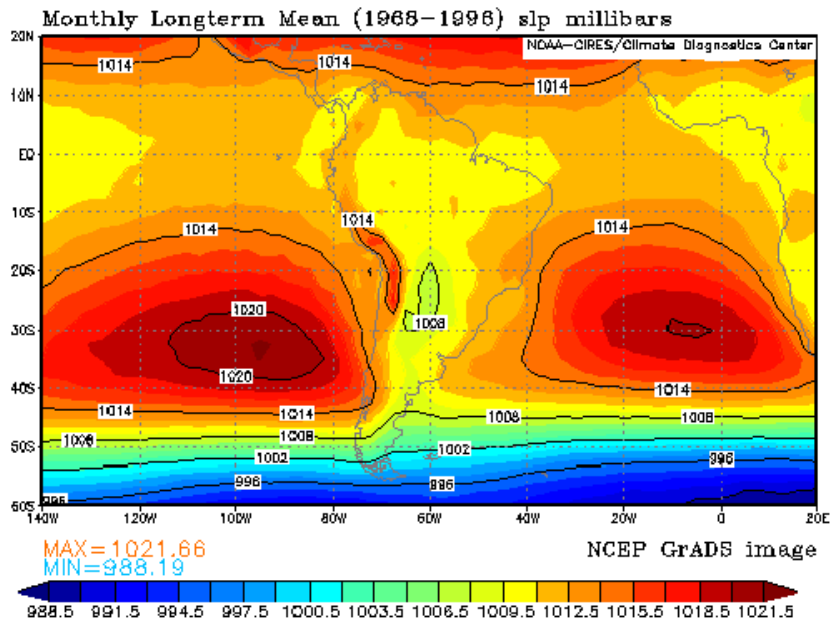 Monthly Longterm Mean (1968-1996) slp millibars
NOAA-CIRES/Climate Diagnostics Center
20N
10N
EQ
10S
20S
30S
40S
50S
60S
1014
1014
1014
1014
1014
1014
1020
1020
1008
1014
1014
1014
1008
1008
1008
1008
1002
1002
996
996
996
996
140W 120W 100W 80W 60W 40W 20W 0 20E
MAX=1021.66
MIN=988.19
NCEP GrADS image
988.5 991.5 994.5 997.5 1000.5 1003.5 1006.5 1009.5 1012.5 1015.5 1018.5 1021.5